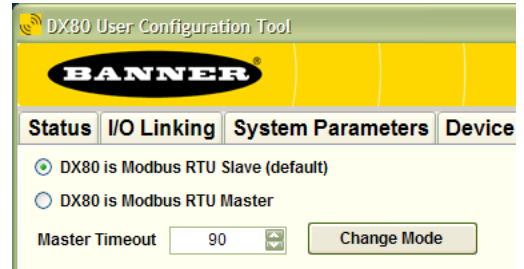 DX80 User Configuration Tool
BANNER®
Status I/O Linking System Parameters Device
DX80 is Modbus RTU Slave (default)
DX80 is Modbus RTU Master
Master Timeout 90 Change Mode